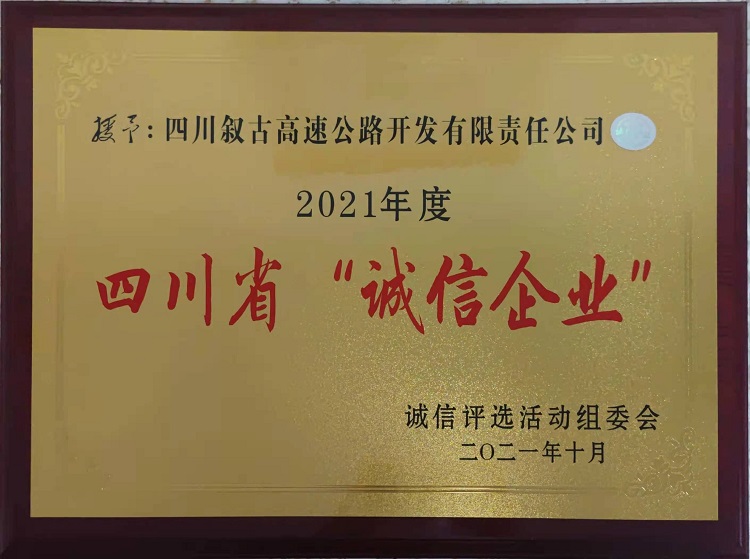 授予:四川叙古高速公路开发有限责任公司
2021年度
四川省“诚信企业”
诚信评选活动组委会
二〇二一年十月